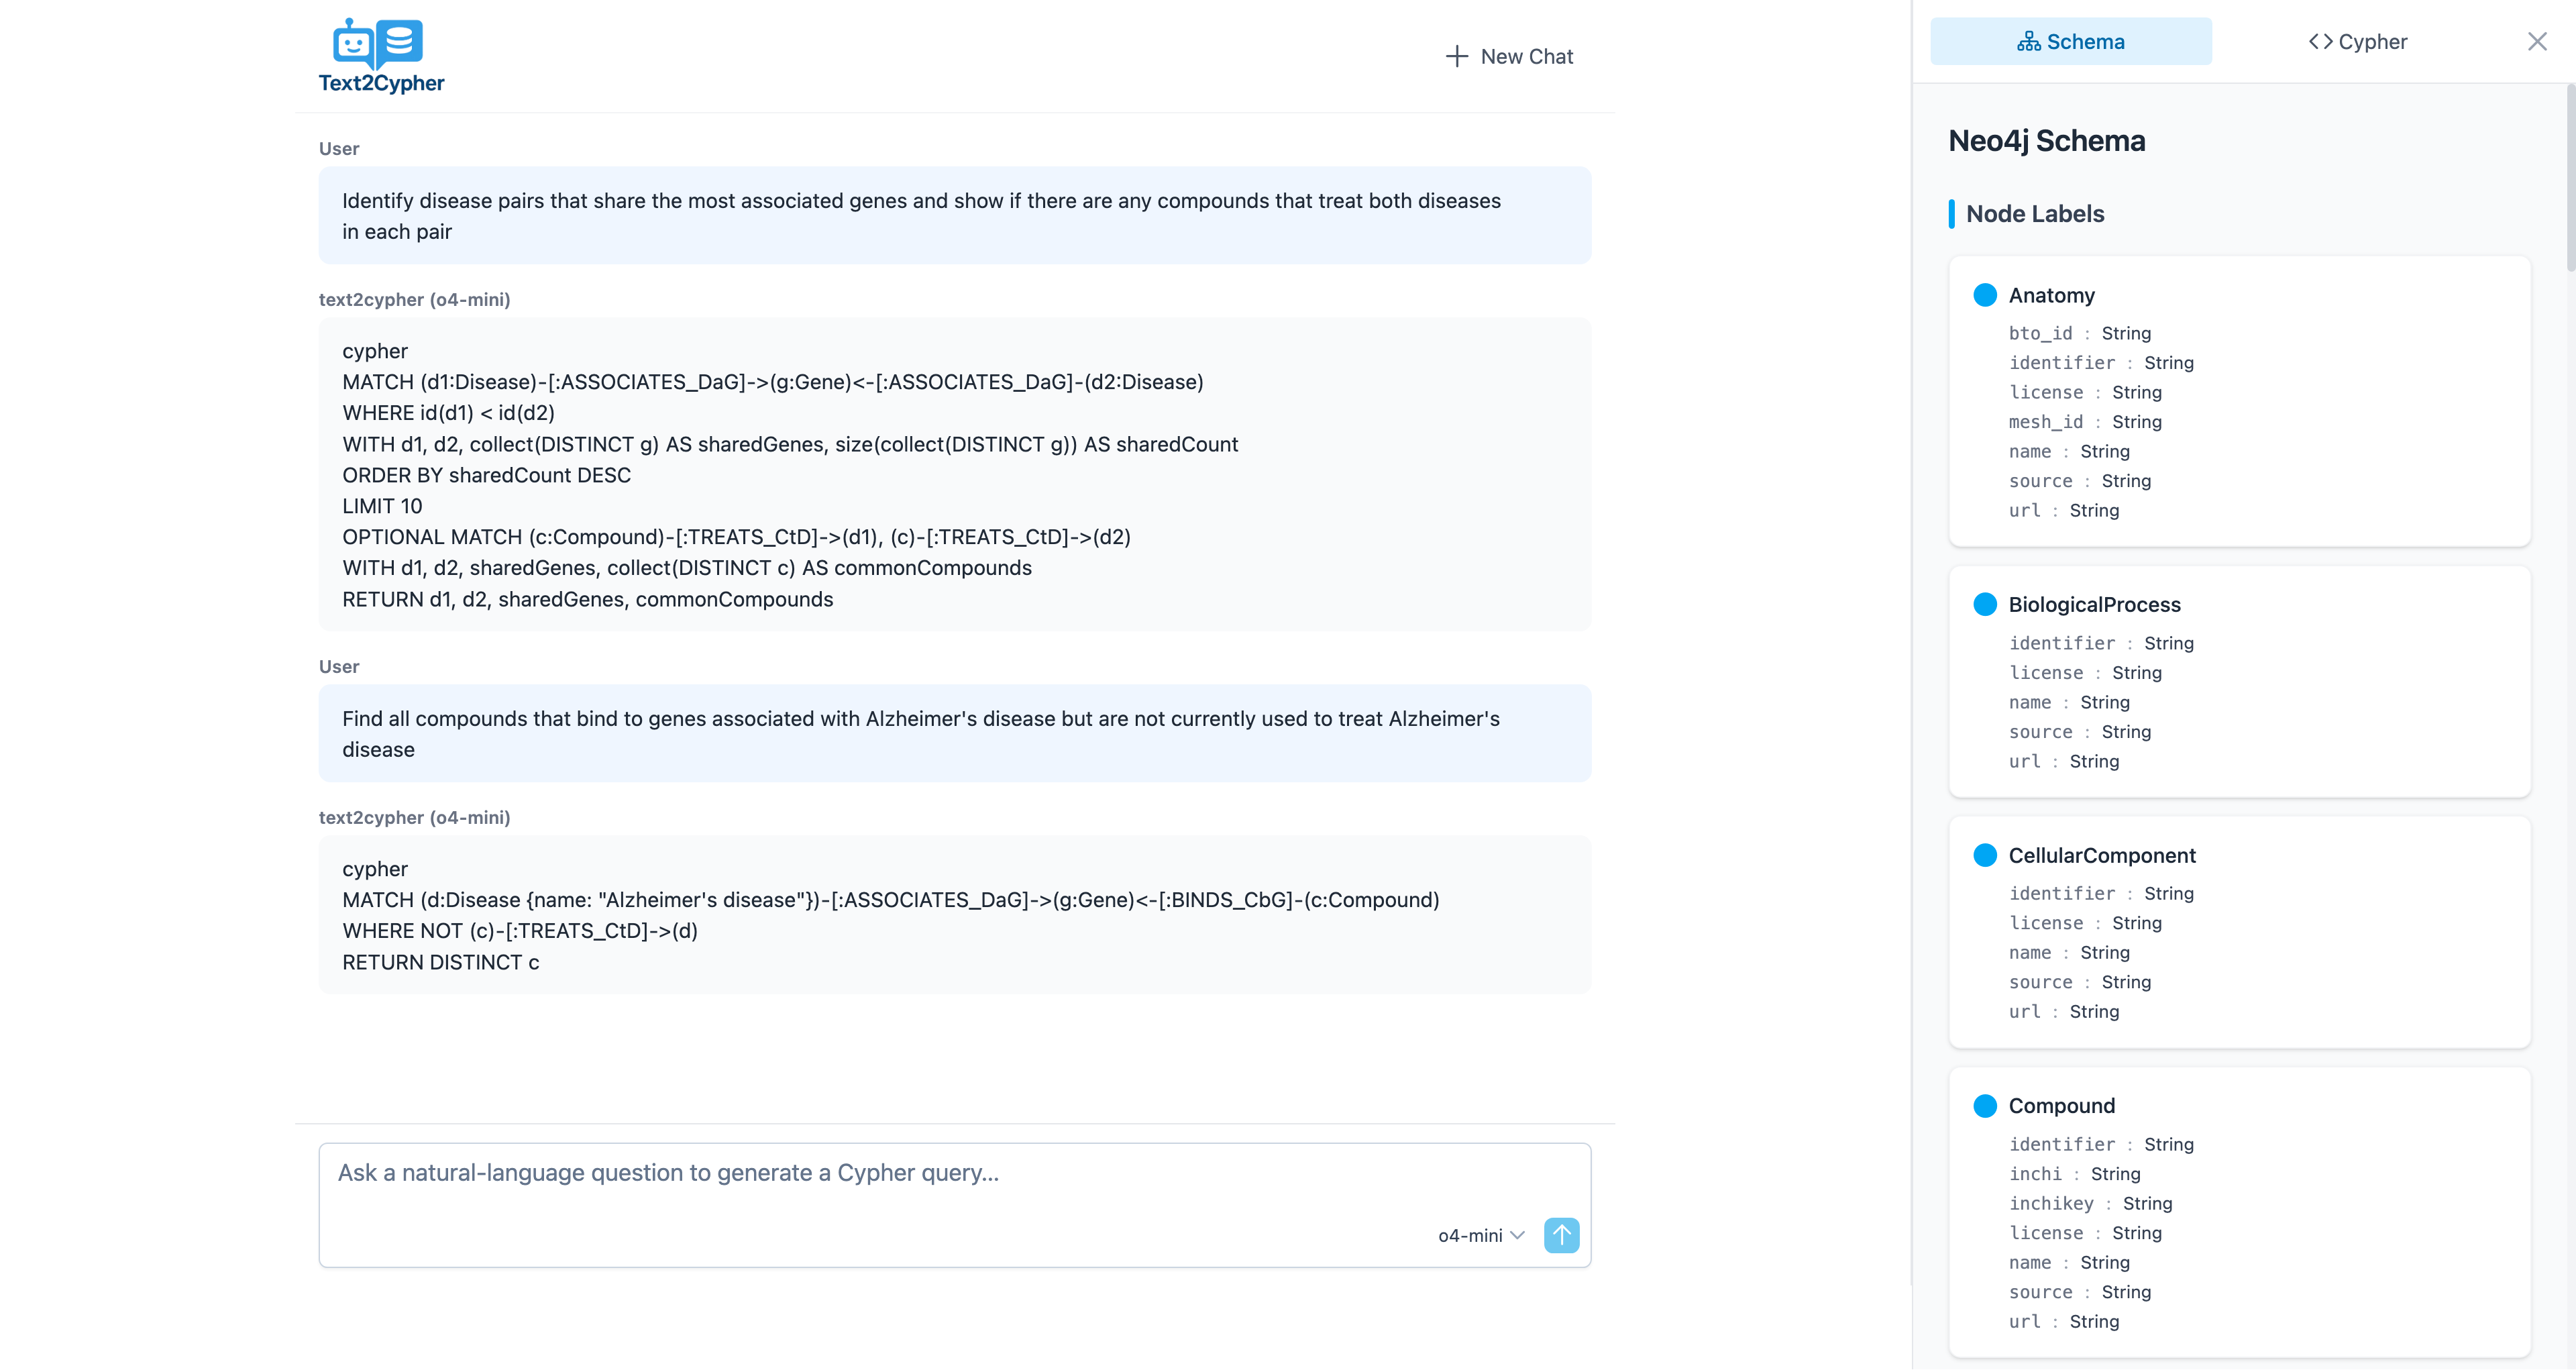 Text2Cypher
New Chat
User
Identify disease pairs that share the most associated genes and show if there are any compounds that treat both diseases
in each pair
text2cypher (o4-mini)
cypher
MATCH (d1:Disease)-[:ASSOCIATES_DaG]->(g:Gene)<-[:ASSOCIATES_DaG]-(d2:Disease)
WHERE id(d1) < id(d2)
WITH d1, d2, collect(DISTINCT g) AS sharedGenes, size(collect(DISTINCT g)) AS sharedCount
ORDER BY sharedCount DESC
LIMIT 10
OPTIONAL MATCH (c:Compound)-[:TREATS_CtD]->(d1), (c)-[:TREATS_CtD]->(d2)
WITH d1, d2, sharedGenes, collect(DISTINCT c) AS commonCompounds
RETURN d1, d2, sharedGenes, commonCompounds
User
Find all compounds that bind to genes associated with Alzheimer's disease but are not currently used to treat Alzheimer's
disease
text2cypher (o4-mini)
cypher
MATCH (d:Disease {name: "Alzheimer's disease"})-[:ASSOCIATES_DaG]->(g:Gene)<-[:BINDS_CbG]-(c:Compound)
WHERE NOT (c)-[:TREATS_CtD]->(d)
RETURN DISTINCT c
Ask a natural-language question to generate a Cypher query...
o4-mini
Schema
<> Cypher
Neo4j Schema
Node Labels
Anatomy
bto_id : String
identifier : String
license : String
mesh_id : String
name : String
source : String
url : String
BiologicalProcess
identifier : String
license : String
name : String
source : String
url : String
CellularComponent
identifier : String
license : String
name : String
source : String
url : String
Compound
identifier : String
inchi : String
inchikey : String
license : String
name : String
source : String
url : String